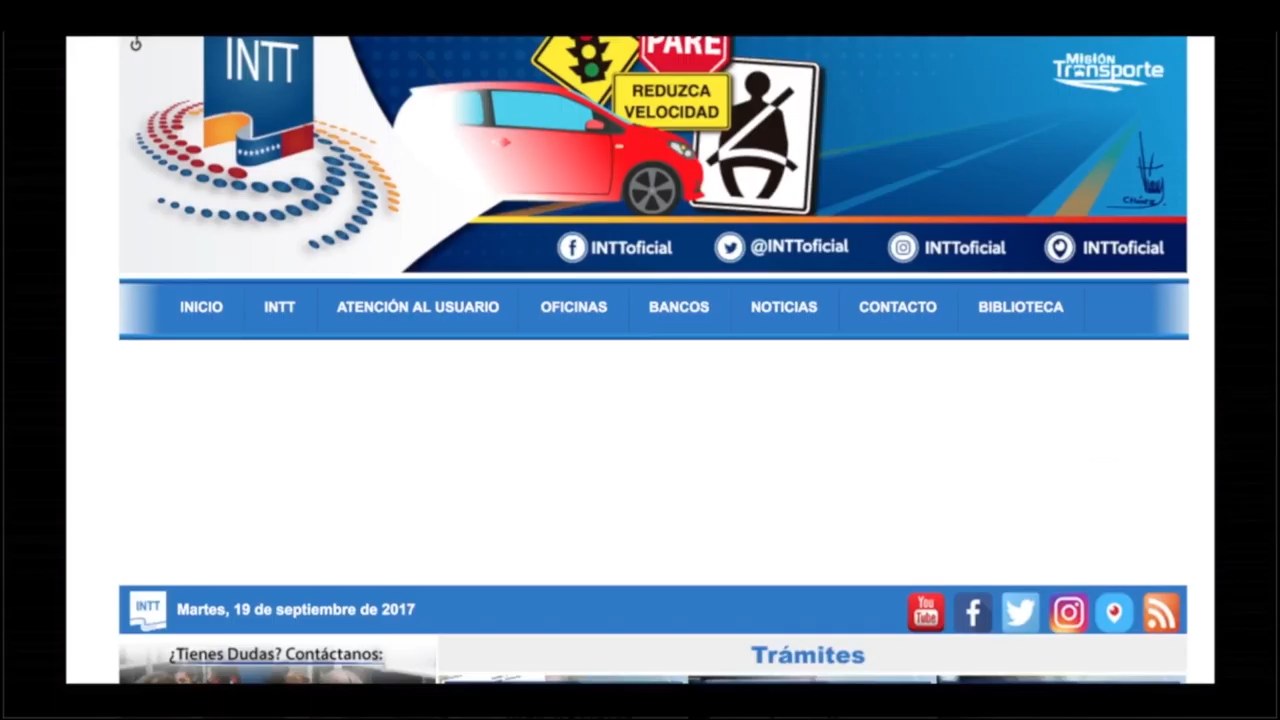 INTT
PARE
REDUZCA
VELOCIDAD
Misión
Transporte
INTToficial
@INTToficial
INTToficial
INTToficial
INICIO
INTT
ATENCIÓN AL USUARIO
OFICINAS
BANCOS
NOTICIAS
CONTACTO
BIBLIOTECA
INTT
Martes, 19 de septiembre de 2017
You
Tube
¿Tienes Dudas? Contáctanos:
Trámites